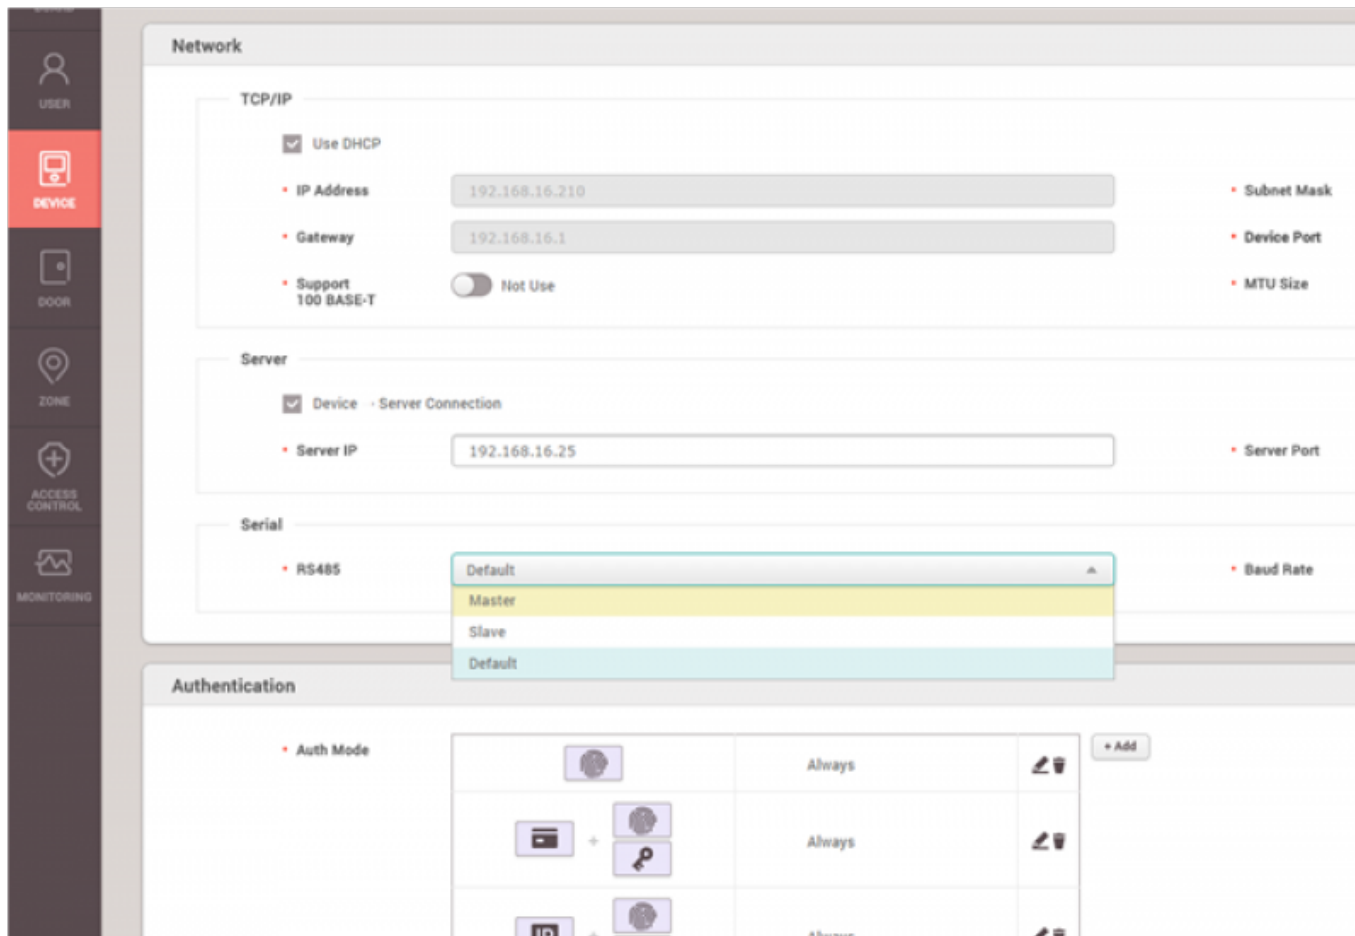 USER
DEVICE
DOOR
ZONE
ACCESS
CONTROL
MONITORING
Network
TCP/IP
Use DHCP
IP Address
192.168.16.210
Subnet Mask
Gateway
192.168.16.1
Device Port
Support
100 BASE-T
Not Use
MTU Size
Server
Device · Server Connection
Server IP
192.168.16.25
Server Port
Serial
RS485
Default
Baud Rate
Master
Slave
Default
Authentication
Auth Mode
Always
+ Add
Always
ID
Always